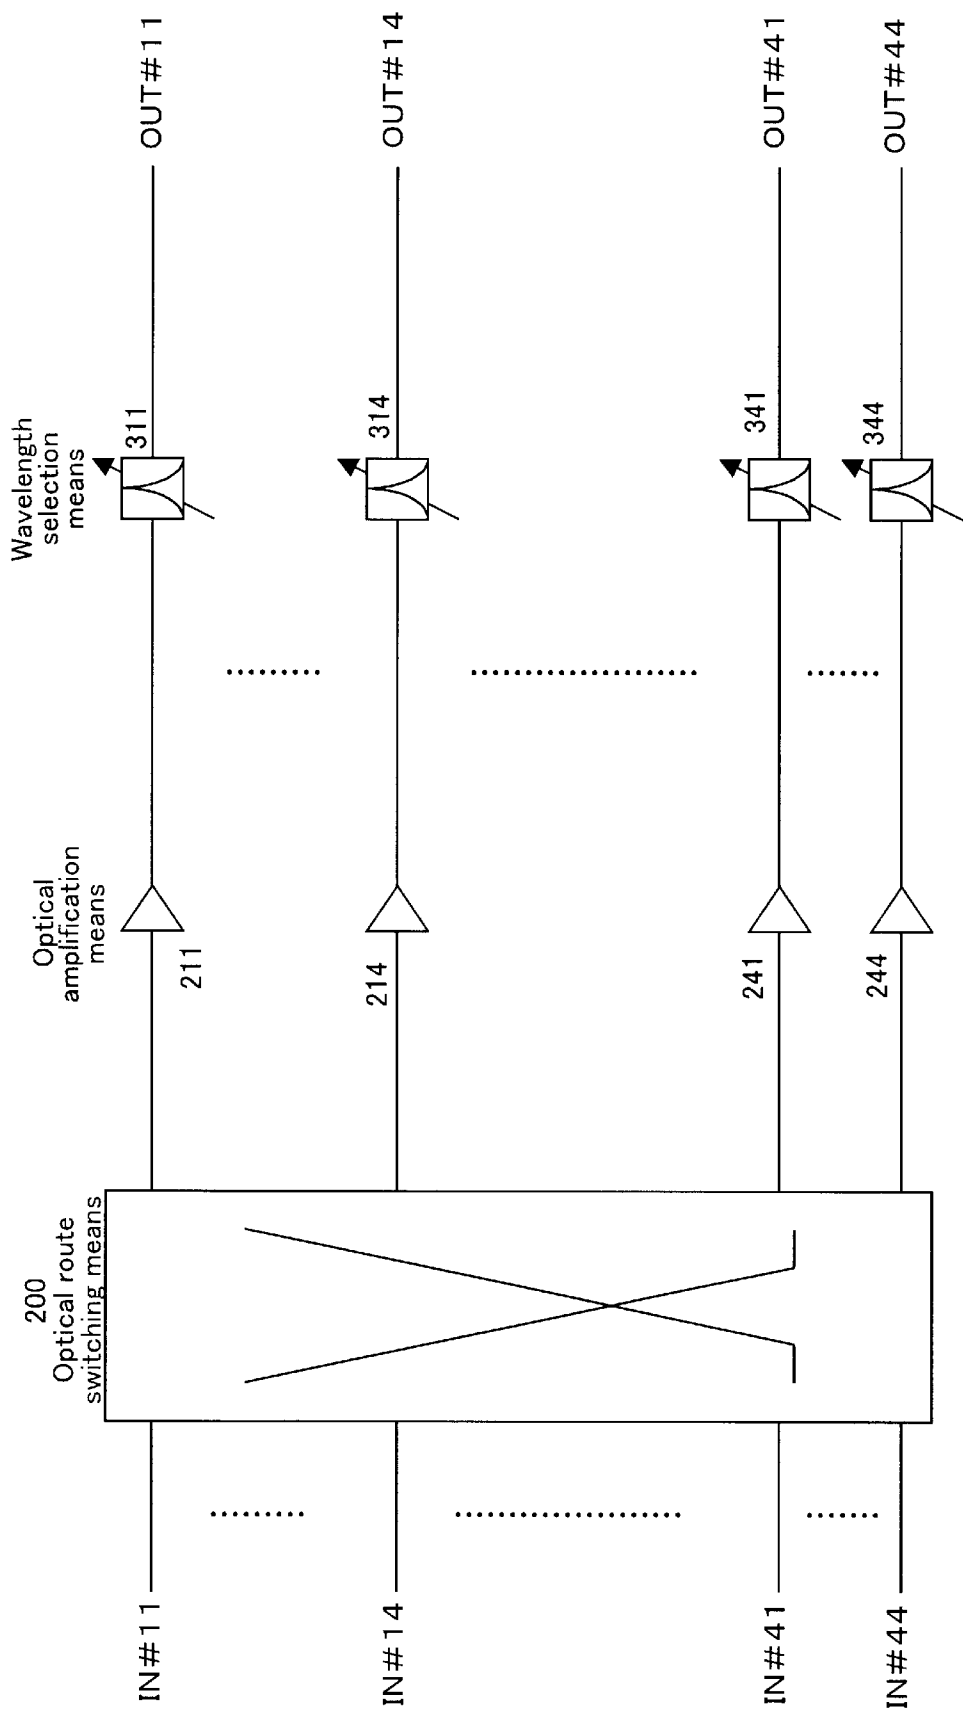 200
Optical route
switching means
Optical
amplification
means
Wavelength
selection
means
IN#11
211
311
OUT#11
IN#14
214
314
OUT#14
IN#41
241
341
OUT#41
IN#44
244
344
OUT#44